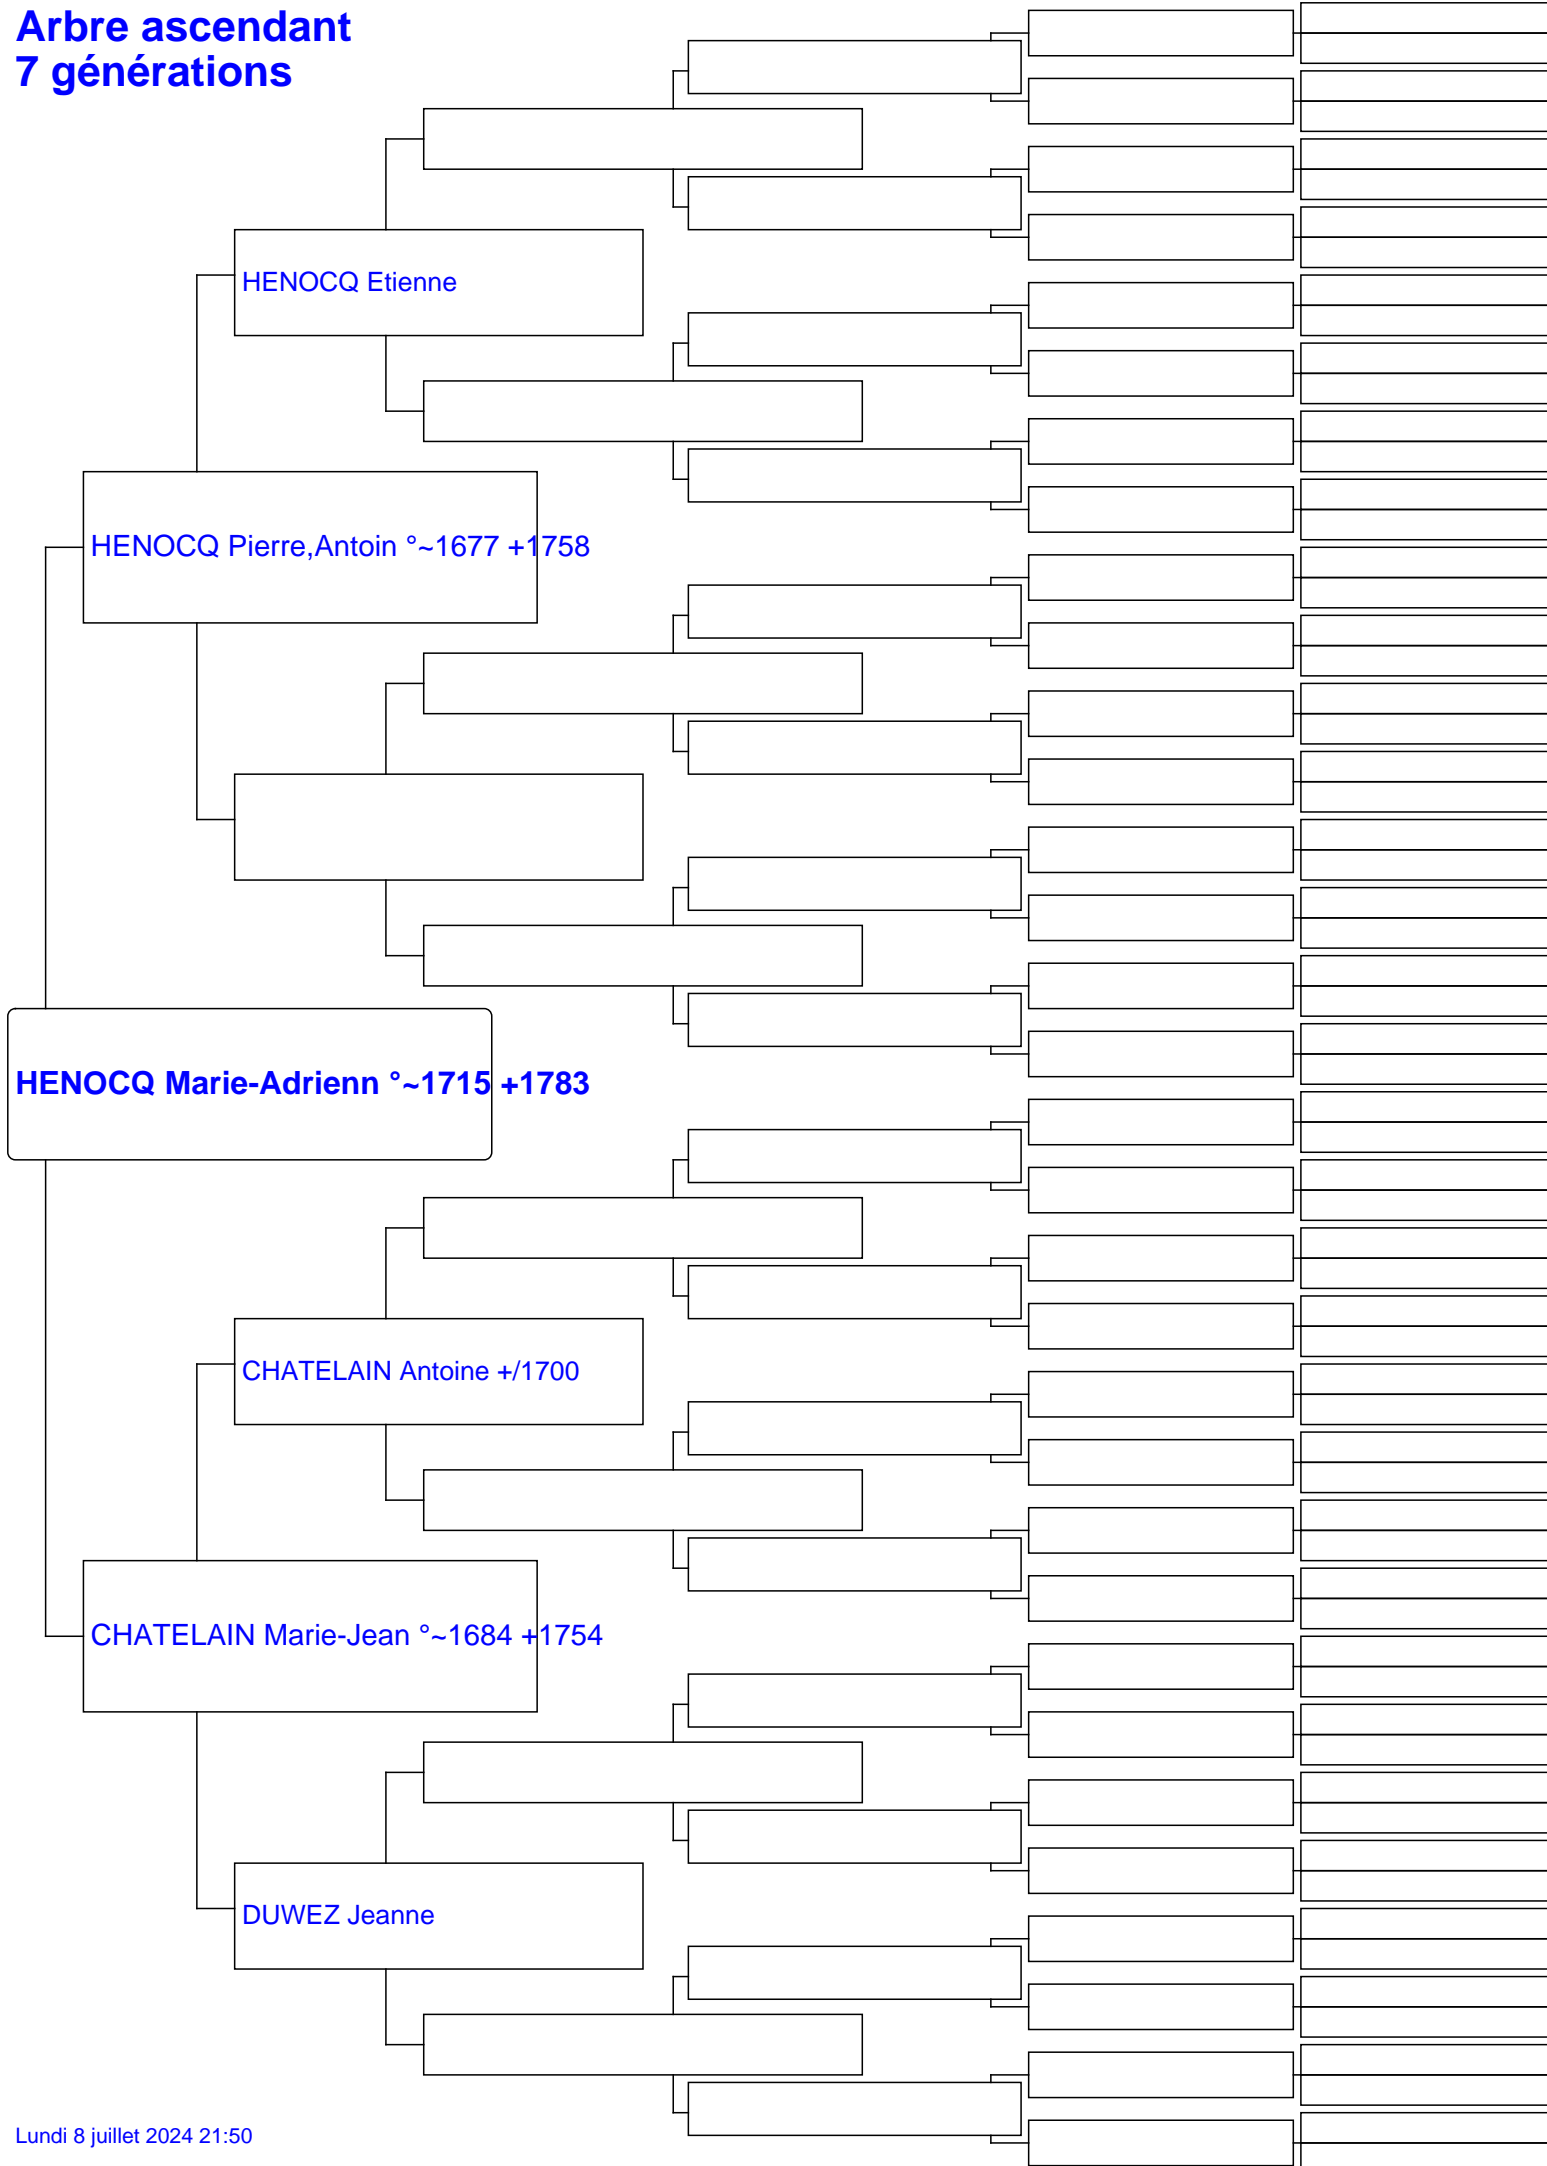 Arbre ascendant
7 générations
HENOCQ Etienne
HENOCQ Pierre,Antoin °~1677 +1758
HENOCQ Marie-Adrienn °~1715 +1783
CHATELAIN Antoine +/1700
CHATELAIN Marie-Jean °~1684 +1754
DUWEZ Jeanne
Lundi 8 juillet 2024 21:50